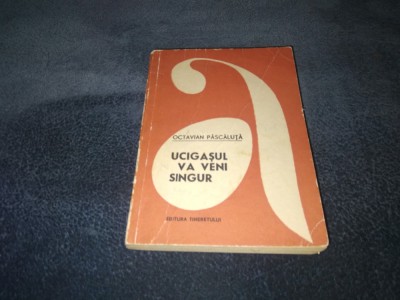 OCTAVIAN PĂSCĂLUȚĂ
UCIGAȘUL
VA VENI
SINGUR
EDITURA TINERETULUI